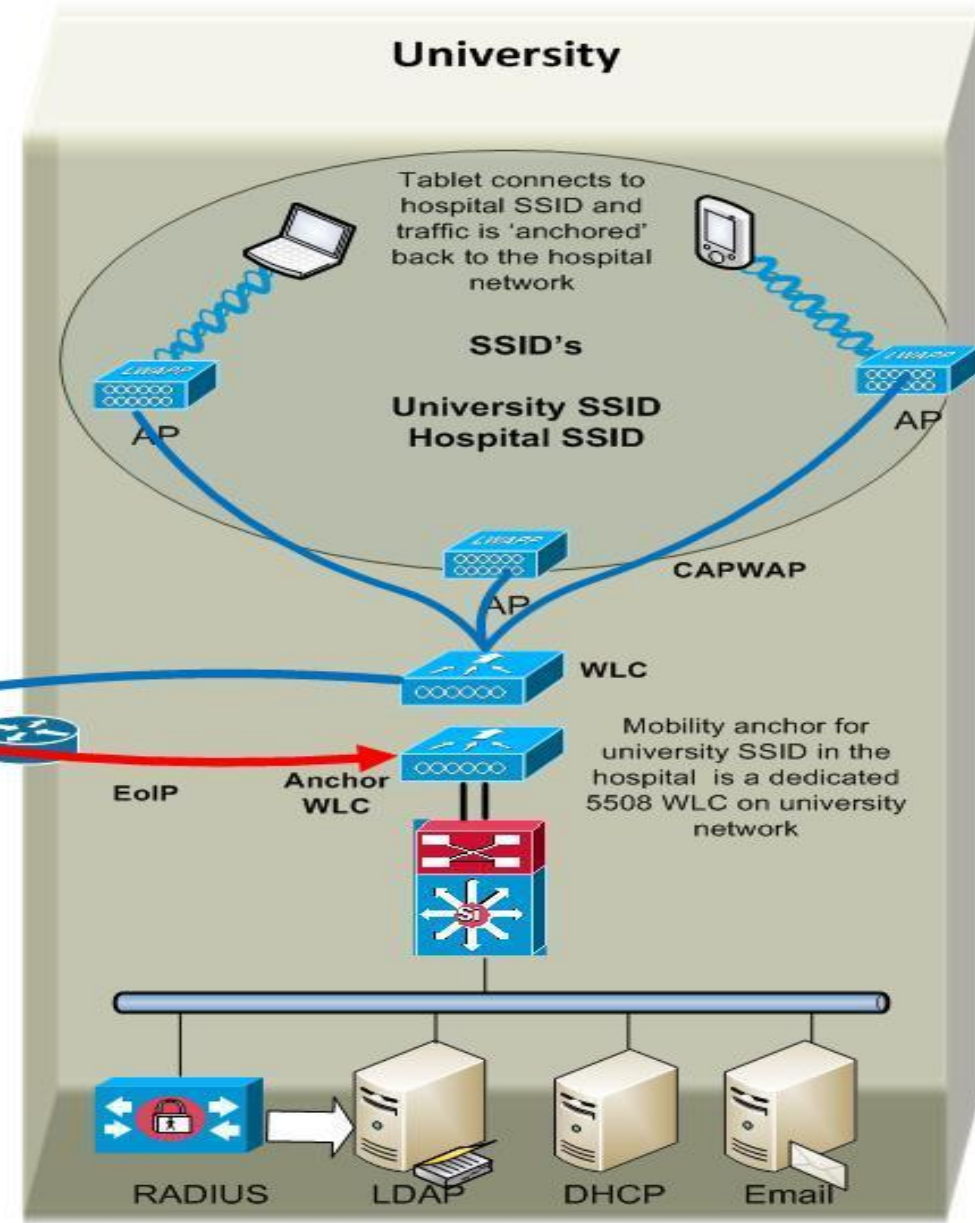 University
Tablet connects to
hospital SSID and
traffic is 'anchored'
back to the hospital
network
SSID's
University SSID
Hospital SSID
LWAPP
AP
LWAPP
AP
LWAPP
AP
CAPWAP
WLC
EoIP
Anchor
WLC
Mobility anchor for
university SSID in the
hospital is a dedicated
5508 WLC on university
network
Si
RADIUS
LDAP
DHCP
Email